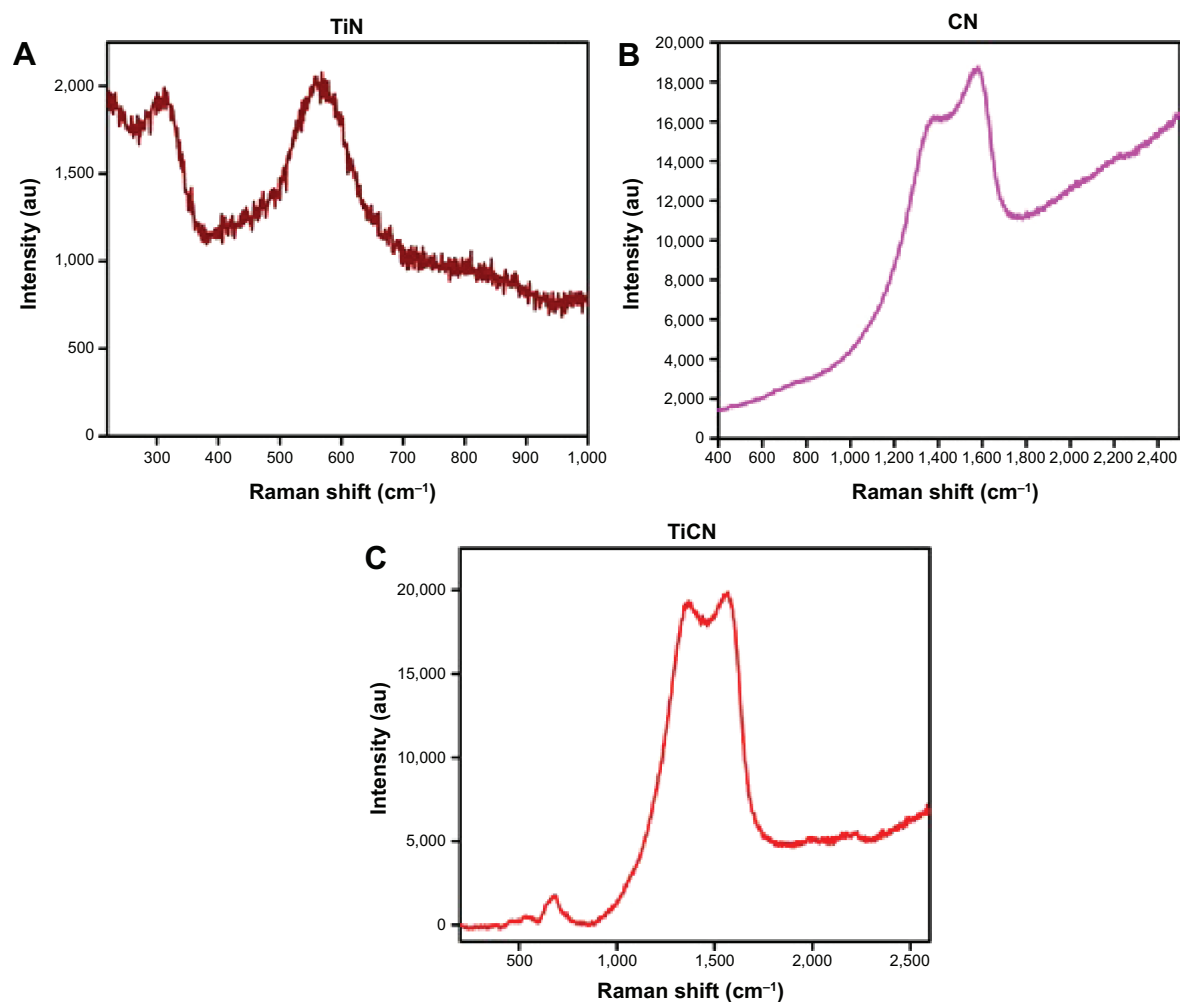 A
TiN
2,000
1,500
1,000
500
0
Intensity (au)
300 400 500 600 700 800 900 1,000
Raman shift (cm⁻¹)
B
CN
20,000
18,000
16,000
14,000
12,000
10,000
8,000
6,000
4,000
2,000
0
Intensity (au)
400 600 800 1,000 1,200 1,400 1,600 1,800 2,000 2,200 2,400
Raman shift (cm⁻¹)
C
TiCN
20,000
15,000
10,000
5,000
0
Intensity (au)
500 1,000 1,500 2,000 2,500
Raman shift (cm⁻¹)